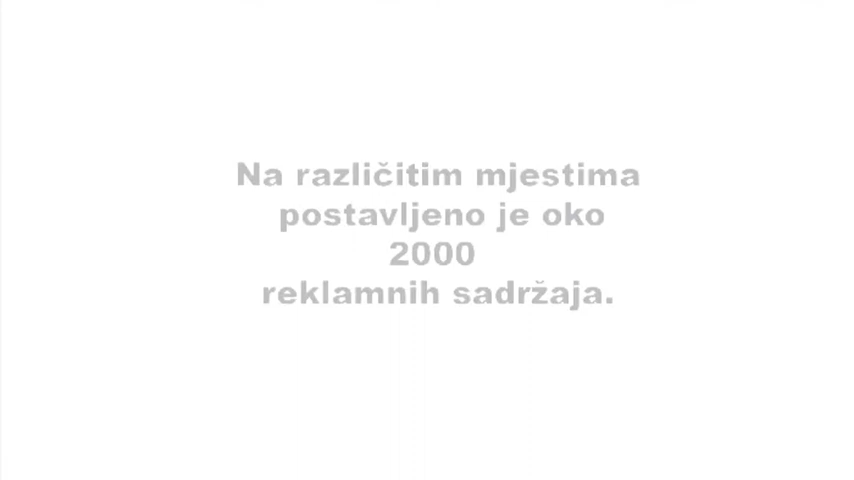 Na različitim mjestima
postavljeno je oko
2000
reklamnih sadržaja.